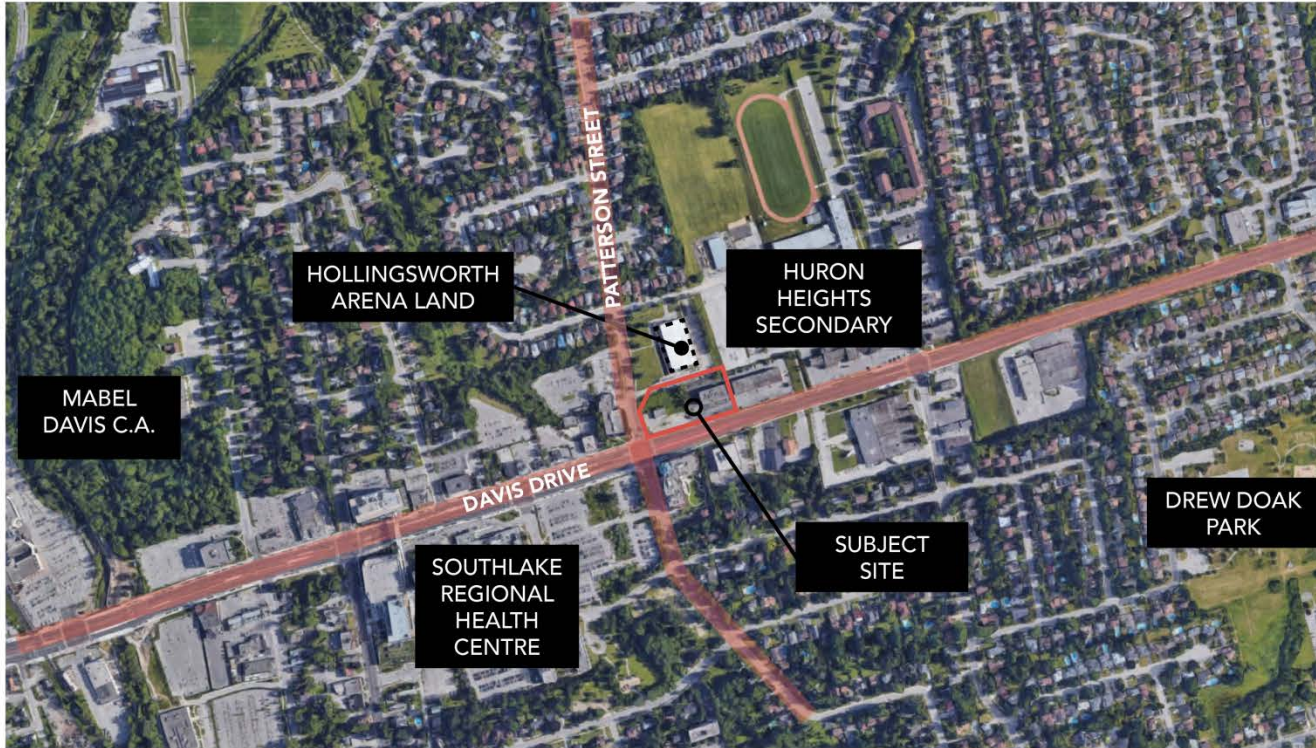 PATTERSON STREET
HOLLINGSWORTH
ARENA LAND
HURON
HEIGHTS
SECONDARY
MABEL
DAVIS C.A.
DAVIS DRIVE
SOUTHLAKE
REGIONAL
HEALTH
CENTRE
SUBJECT
SITE
DREW DOAK
PARK